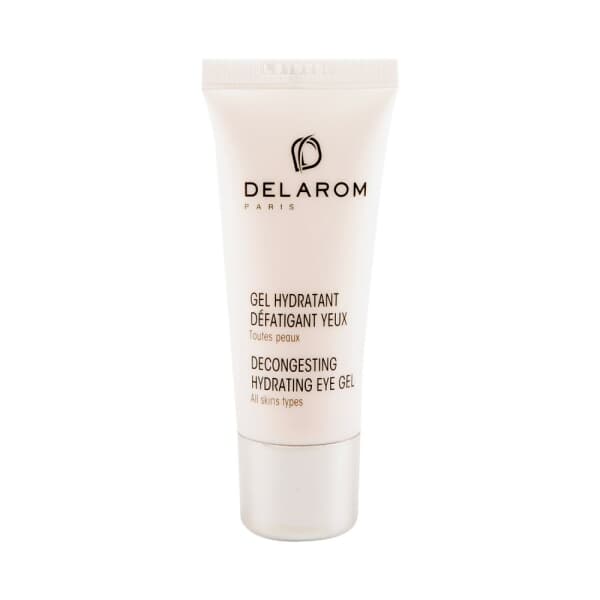 DELAROM
PARIS
GEL HYDRATANT
DÉFATIGANT YEUX
Toutes peaux
DECONGESTING
HYDRATING EYE GEL
All skins types